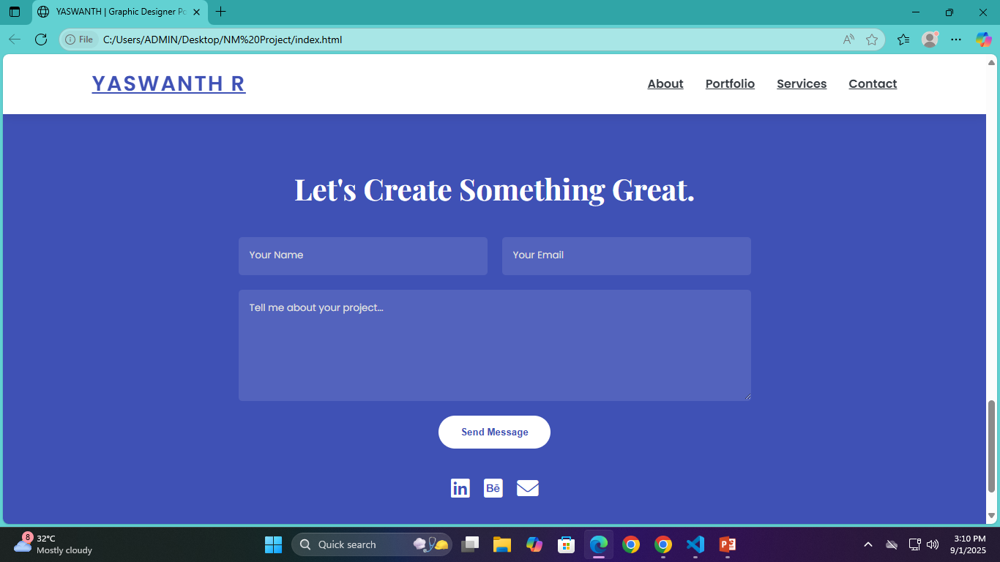 YASWANTH | Graphic Designer Po
File C:/Users/ADMIN/Desktop/NM%20Project/index.html
YASWANTH R About Portfolio Services Contact
Let's Create Something Great.
Your Name Your Email
Tell me about your project...
Send Message
in Bē
8 32°C
Mostly cloudy
Quick search
3:10 PM
9/1/2025